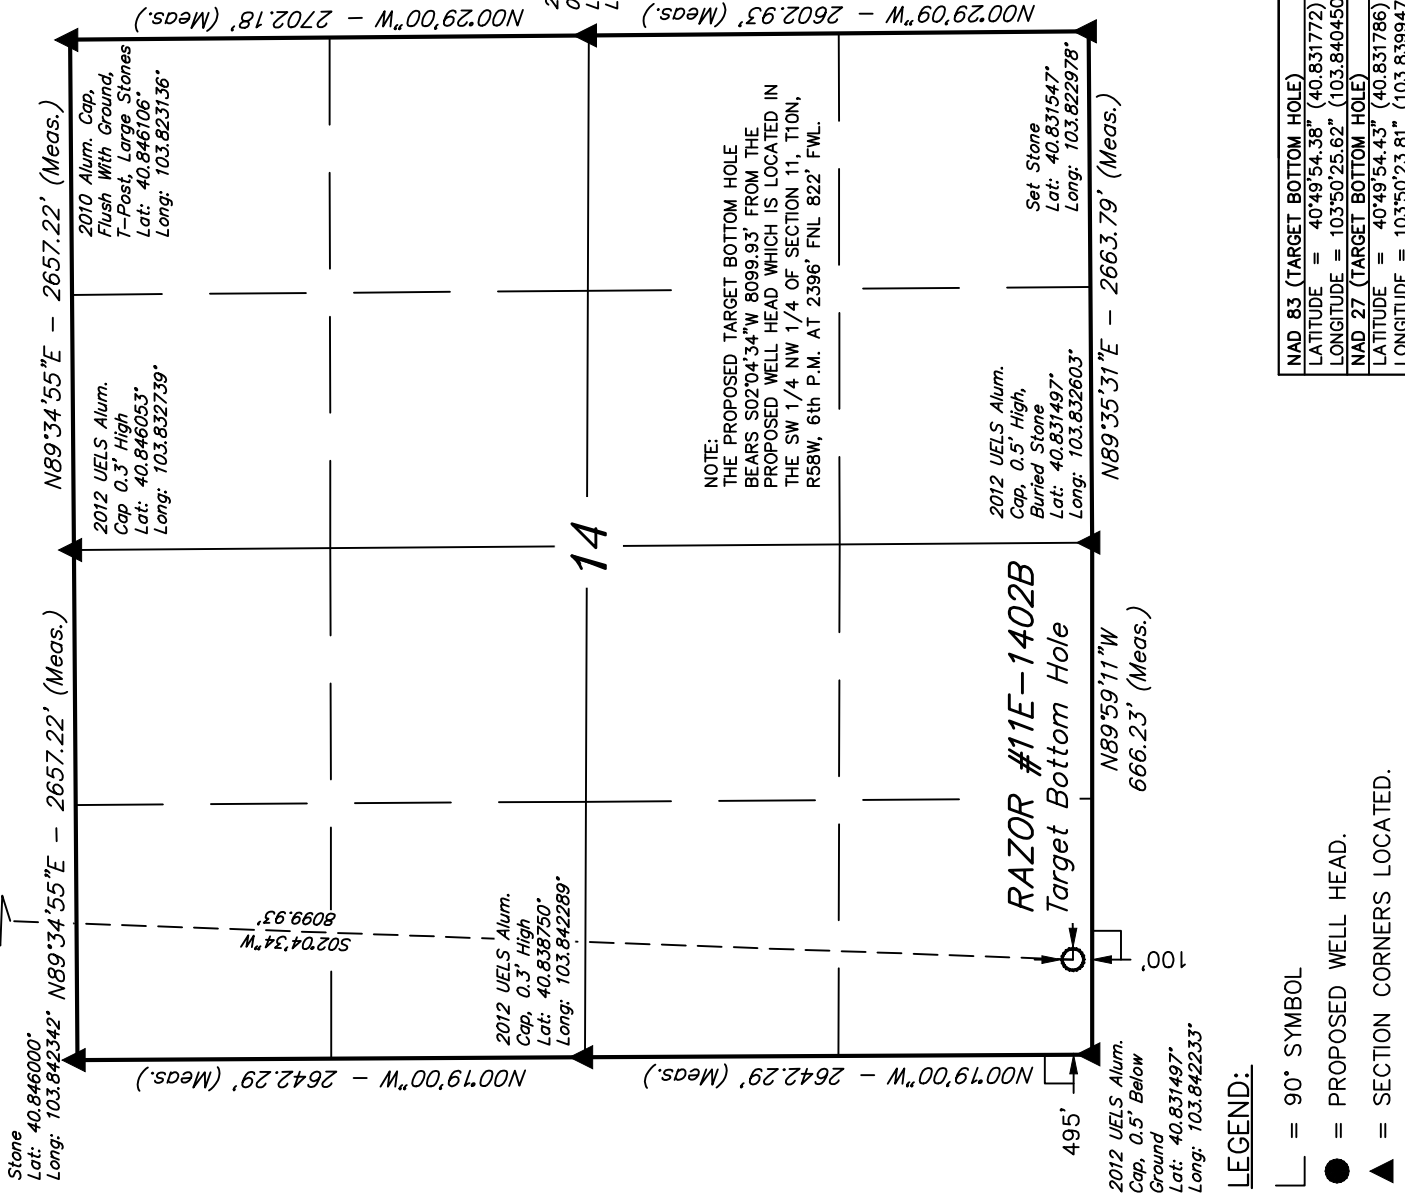 Stone
Lat: 40.846000°
Long: 103.842342°
N89°34'55"E - 2657.22' (Meas.)
N89°34'55"E - 2657.22' (Meas.)
2010 Alum. Cap,
Flush With Ground,
T-Post, Large Stones
Lat: 40.846106°
Long: 103.823136°
2012 UELS Alum.
Cap 0.3' High
Lat: 40.846053°
Long: 103.832739°
N00°29'00"W - 2702.18' (Meas.)
N00°29'09"W - 2602.93' (Meas.)
S02°04'34"W
8099.93'
2012 UELS Alum.
Cap, 0.3' High
Lat: 40.838750°
Long: 103.842289°
14
NOTE:
THE PROPOSED TARGET BOTTOM HOLE
BEARS S02°04'34"W 8099.93' FROM THE
PROPOSED WELL HEAD WHICH IS LOCATED IN
THE SW 1/4 NW 1/4 OF SECTION 11, T10N,
R58W, 6th P.M. AT 2396' FNL 822' FWL.
N00°19'00"W - 2642.29' (Meas.)
N00°19'00"W - 2642.29' (Meas.)
2012 UELS Alum.
Cap, 0.5' High,
Buried Stone
Lat: 40.831497°
Long: 103.832603°
Set Stone
Lat: 40.831547°
Long: 103.822978°
RAZOR #11E-1402B
Target Bottom Hole
495'
100'
N89°59'11"W
666.23' (Meas.)
N89°35'31"E - 2663.79' (Meas.)
2012 UELS Alum.
Cap, 0.5' Below
Ground
Lat: 40.831497°
Long: 103.842233°
LEGEND:
= 90° SYMBOL
= PROPOSED WELL HEAD.
= SECTION CORNERS LOCATED.
NAD 83 (TARGET BOTTOM HOLE)
LATITUDE = 40°49'54.38" (40.831772)
LONGITUDE = 103°50'25.62" (103.840450
NAD 27 (TARGET BOTTOM HOLE)
LATITUDE = 40°49'54.43" (40.831786)
LONGITUDE = 103°50'23.81" (103.839947